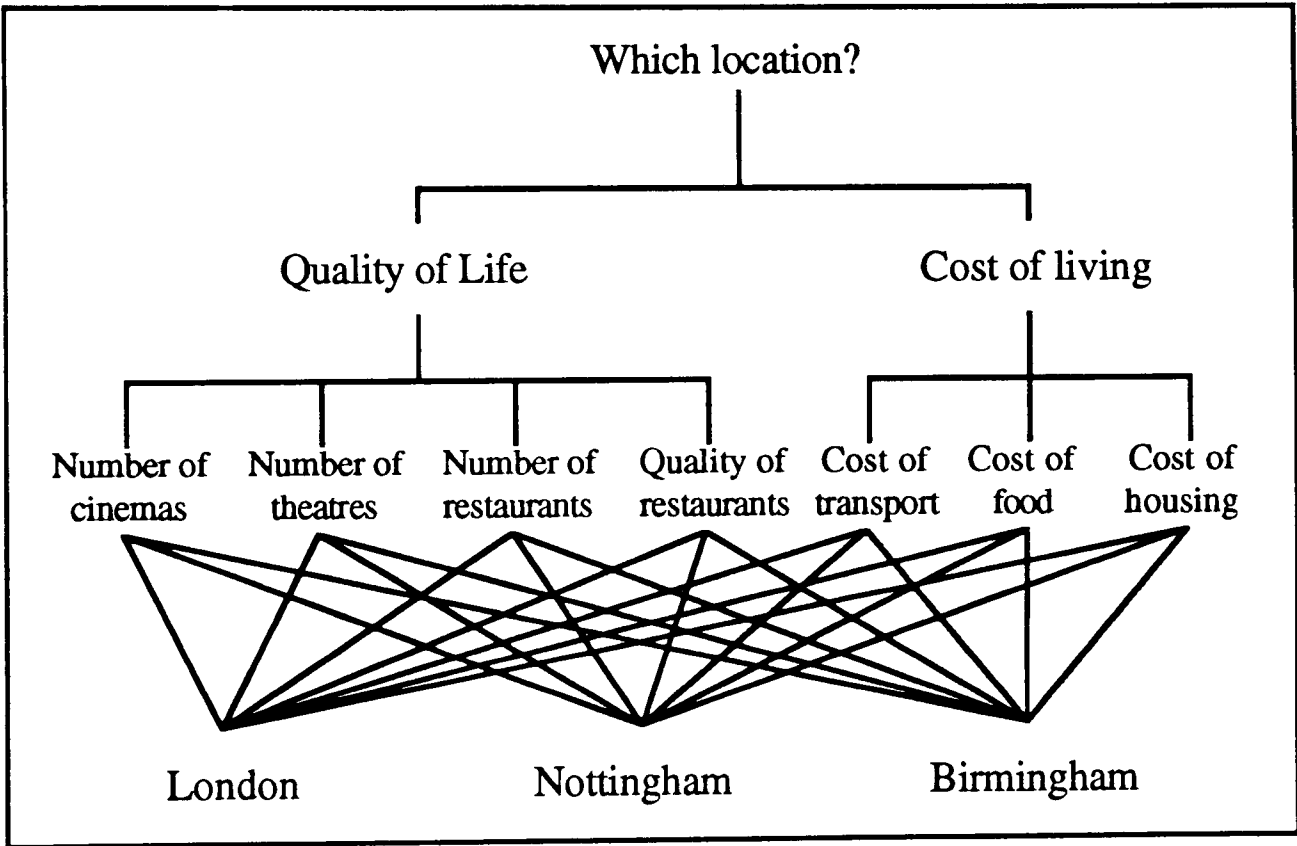 Which location?
Quality of Life
Cost of living
Number of
cinemas
Number of
theatres
Number of
restaurants
Quality of
restaurants
Cost of
transport
Cost of
food
Cost of
housing
London
Nottingham
Birmingham